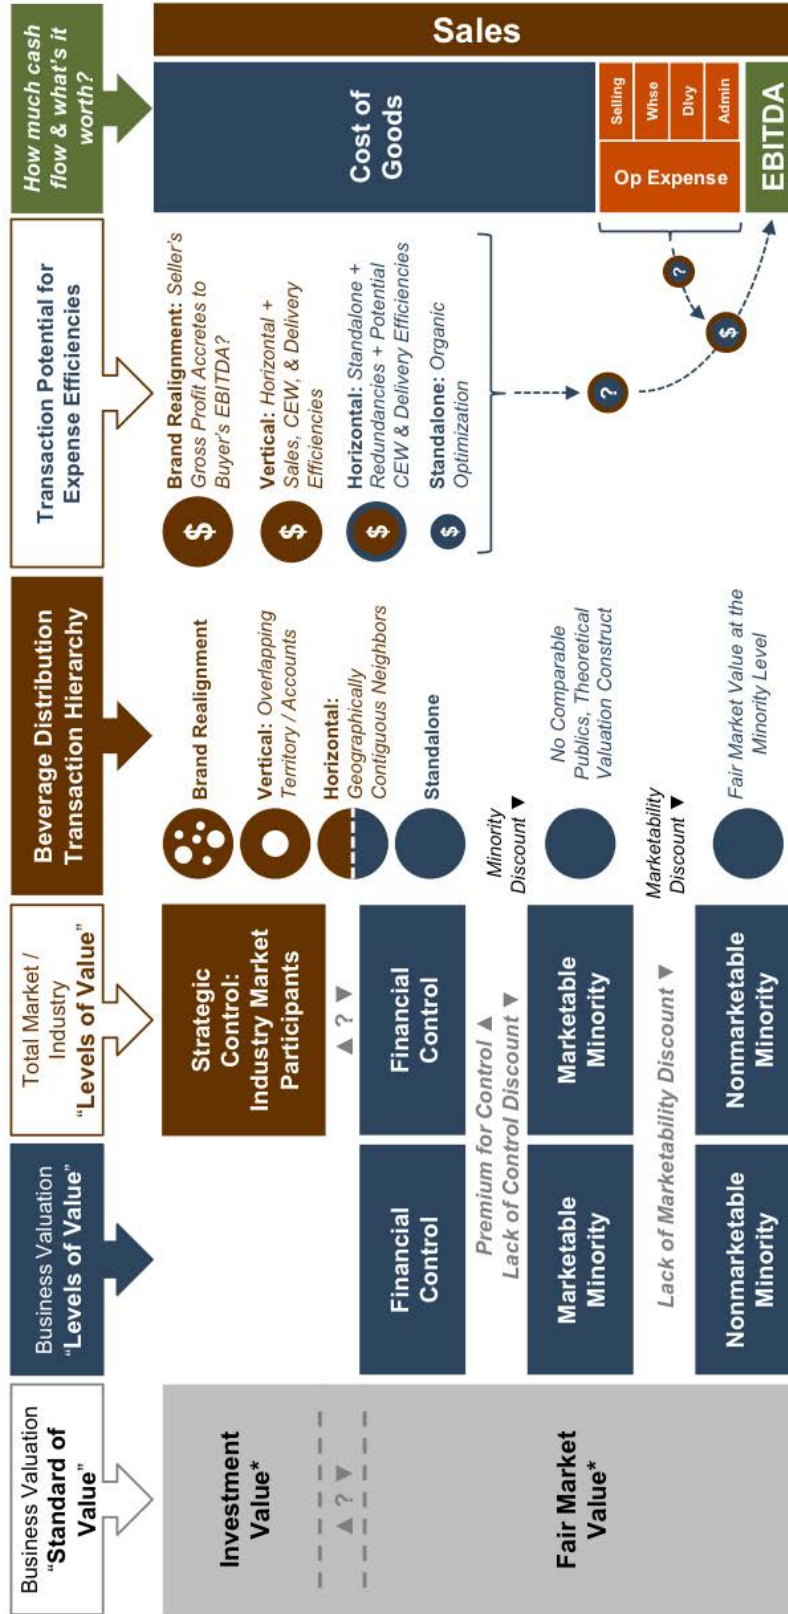 Business Valuation
“Standard of
Value”
Business Valuation
“Levels of Value”
Total Market /
Industry
“Levels of Value”
Beverage Distribution
Transaction Hierarchy
Transaction Potential for
Expense Efficiencies
How much cash
flow & what's it
worth?
Investment
Value*
▲ ? ▼
Fair Market
Value*
Financial
Control
Premium for Control ▲
Lack of Control Discount ▼
Marketable
Minority
Lack of Marketability Discount ▼
Nonmarketable
Minority
Strategic
Control:
Industry Market
Participants
▲ ? ▼
Financial
Control
Marketable
Minority
Nonmarketable
Minority
Brand Realignment
Vertical: Overlapping
Territory / Accounts
Horizontal:
Geographically
Contiguous Neighbors
Standalone
Minority
Discount ▼
No Comparable
Publics, Theoretical
Valuation Construct
Marketability
Discount ▼
Fair Market Value at the
Minority Level
$
Brand Realignment: Seller's
Gross Profit Accretes to
Buyer's EBITDA?
$
Vertical: Horizontal +
Sales, CEW, & Delivery
Efficiencies
$
Horizontal: Standalone +
Redundancies + Potential
CEW & Delivery Efficiencies
$
Standalone: Organic
Optimization
?
?
$
Cost of
Goods
Op Expense
Selling
Whse
Dlvy
Admin
EBITDA
Sales